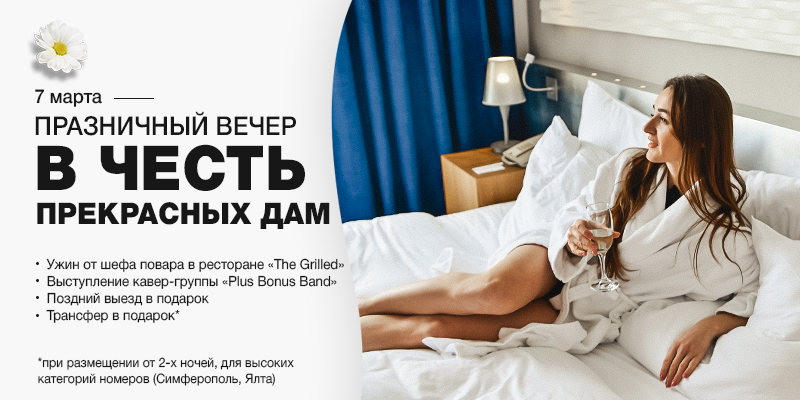 7 марта
ПРАЗНИЧНЫЙ ВЕЧЕР
В ЧЕСТЬ
ПРЕКРАСНЫХ ДАМ
• Ужин от шефа повара в ресторане «The Grilled»
• Выступление кавер-группы «Plus Bonus Band»
• Поздний выезд в подарок
• Трансфер в подарок*
*при размещении от 2-х ночей, для высоких
категорий номеров (Симферополь, Ялта)